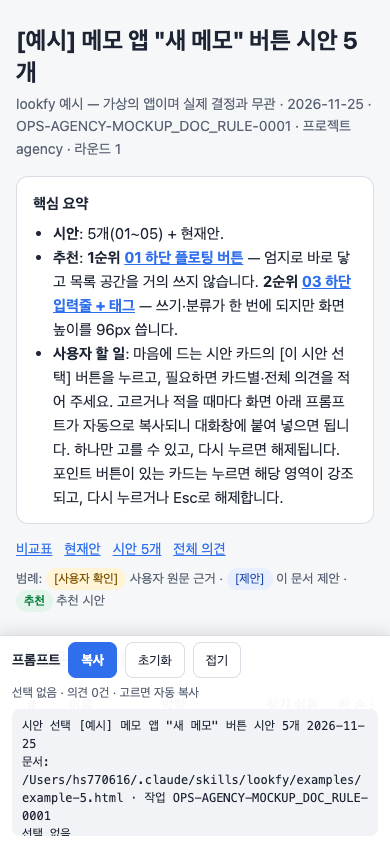 [예시] 메모 앱 "새 메모" 버튼 시안 5
개
lookfy 예시 — 가상의 앱이며 실제 결정과 무관 · 2026-11-25 ·
OPS-AGENCY-MOCKUP_DOC_RULE-0001 · 프로젝트
agency · 라운드 1
핵심 요약
• 시안: 5개(01~05) + 현재안.
• 추천: 1순위 01 하단 플로팅 버튼 — 엄지로 바로 닿
고 목록 공간을 거의 쓰지 않습니다. 2순위 03 하단
입력줄 + 태그 — 쓰기·분류가 한 번에 되지만 화면
높이를 96px 씁니다.
• 사용자 할 일: 마음에 드는 시안 카드의 [이 시안 선
택] 버튼을 누르고, 필요하면 카드별·전체 의견을 적
어 주세요. 고르거나 적을 때마다 화면 아래 프롬프
트가 자동으로 복사되니 대화창에 붙여 넣으면 됩니
다. 하나만 고를 수 있고, 다시 누르면 해제됩니다.
포인트 버튼이 있는 카드는 누르면 해당 영역이 강조
되고, 다시 누르거나 Esc로 해제합니다.
비교표 현재안 시안 5개 전체 의견
범례: [사용자 확인] 사용자 원문 근거 · [제안] 이 문서 제안 ·
추천 추천 시안
프롬프트 복사 초기화 접기
선택 없음 · 의견 0건 · 고르면 자동 복사
시안 선택 [예시] 메모 앱 "새 메모" 버튼 시안 5개 2026-11-
25
문서:
/Users/hs770616/.claude/skills/lookfy/examples/
example-5.html · 작업 OPS-AGENCY-MOCKUP_DOC_RULE-
0001
선택 없음